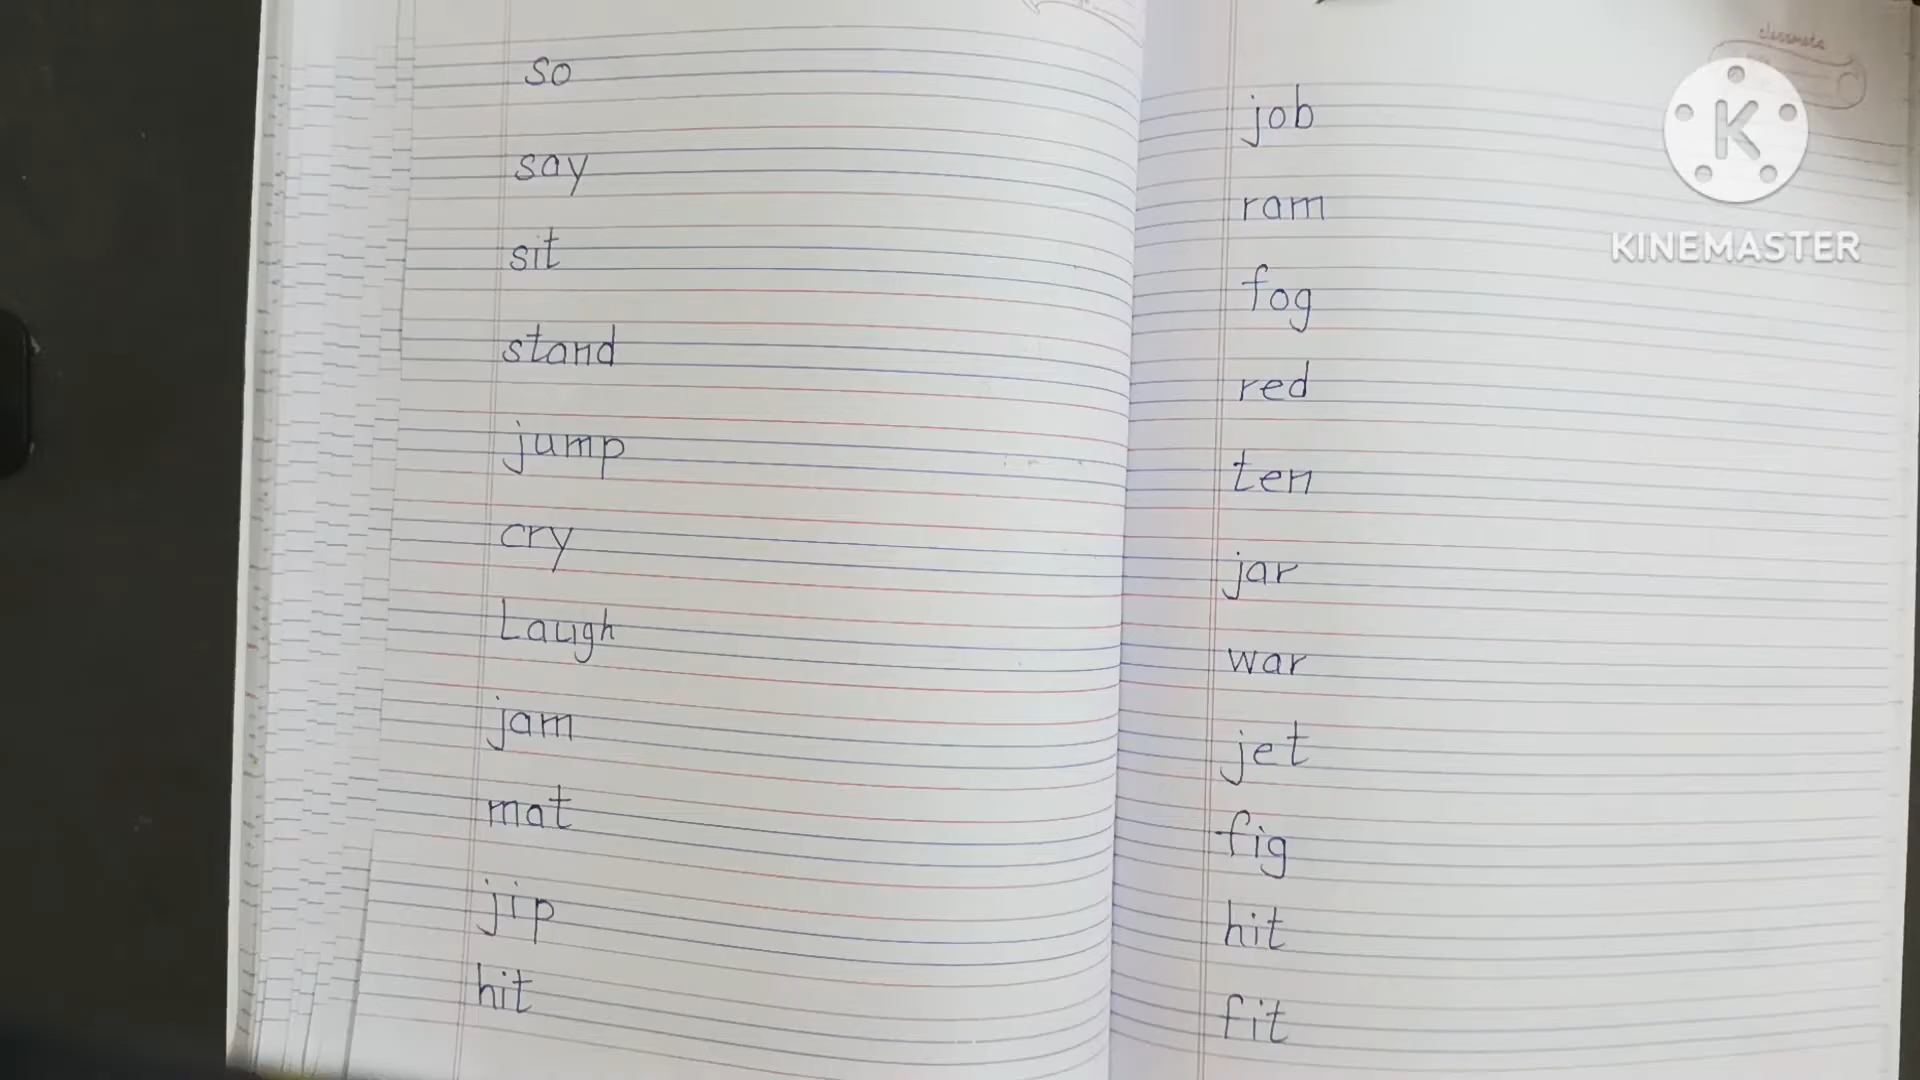 so
say
sit
stand
jump
cry
Laugh
jam
mat
jip
hit
classmate
job
ram
fog
red
ten
jar
war
jet
fig
hit
fit
KINEMASTER